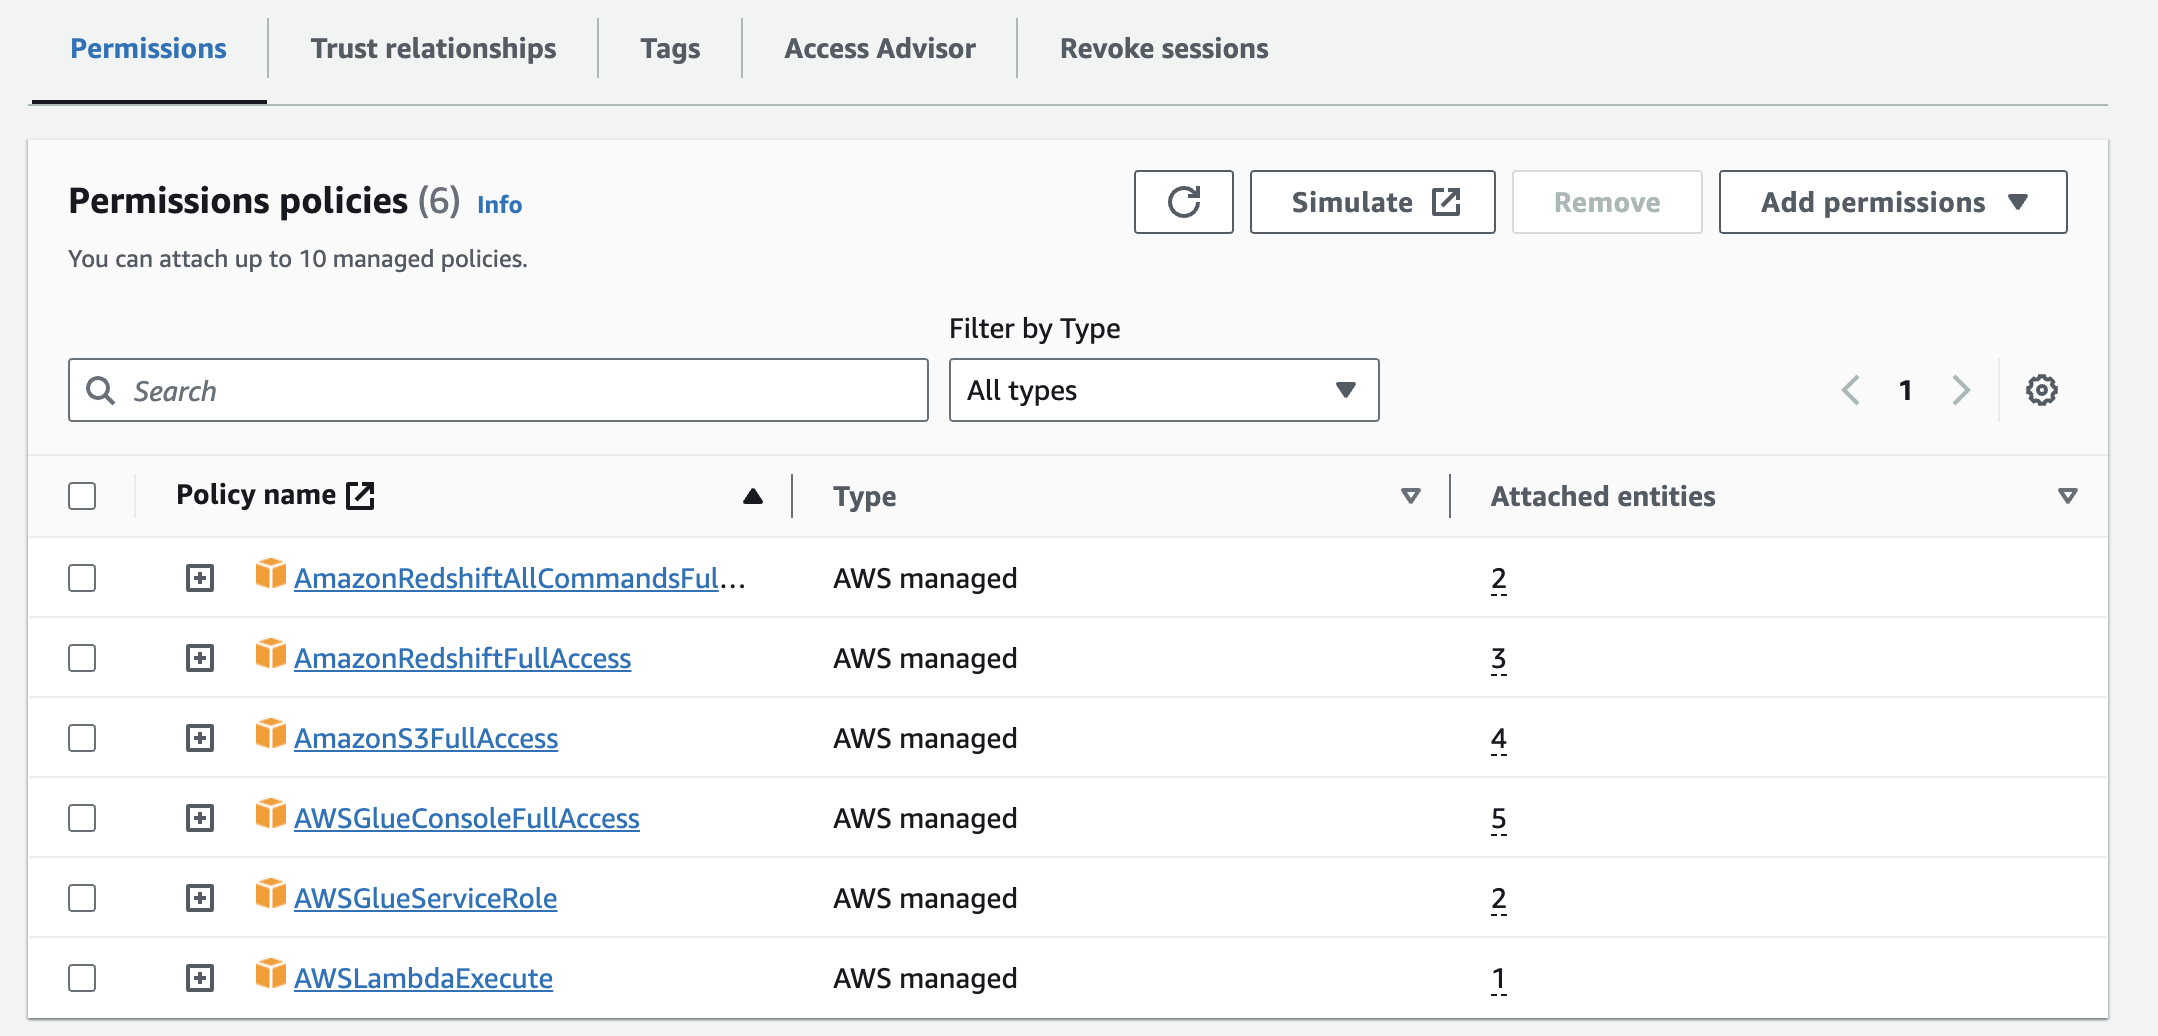 Permissions Trust relationships Tags Access Advisor Revoke sessions
Permissions policies (6) Info
Simulate Remove Add permissions
You can attach up to 10 managed policies.
Filter by Type
Search All types 1
Policy name Type Attached entities
AmazonRedshiftAllCommandsFul... AWS managed 2
AmazonRedshiftFullAccess AWS managed 3
AmazonS3FullAccess AWS managed 4
AWSGlueConsoleFullAccess AWS managed 5
AWSGlueServiceRole AWS managed 2
AWSLambdaExecute AWS managed 1